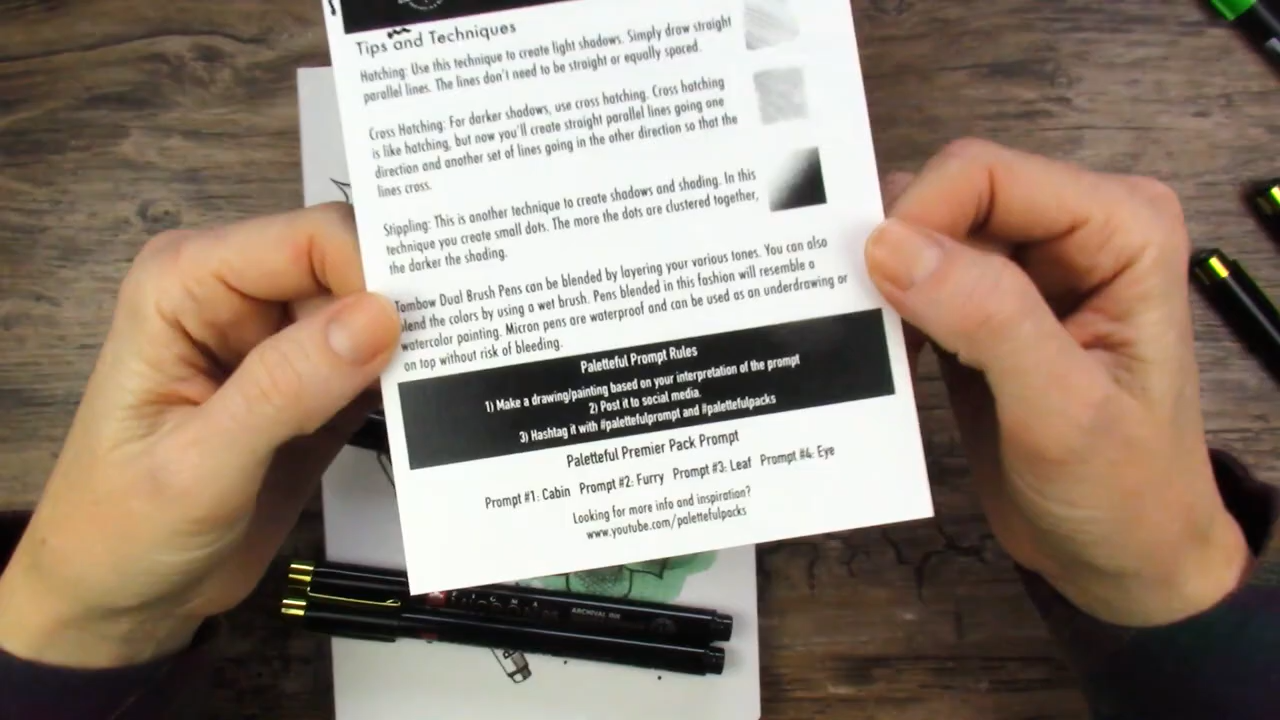 Tips and Techniques
Hatching: Use this technique to create light shadows. Simply draw straight
parallel lines. The lines don't need to be straight or equally spaced.
Cross Hatching: For darker shadows, use cross hatching. Cross hatching
is like hatching, but now you'll create straight parallel lines going one
direction and another set of lines going in the other direction so that the
lines cross.
Stippling: This is another technique to create shadows and shading. In this
technique you create small dots. The more the dots are clustered together,
the darker the shading.
Tombow Dual Brush Pens can be blended by layering your various tones. You can also
blend the colors by using a wet brush. Pens blended in this fashion will resemble a
watercolor painting. Micron pens are waterproof and can be used as an underdrawing or
on top without risk of bleeding.
Paletteful Prompt Rules
1) Make a drawing/painting based on your interpretation of the prompt
2) Post it to social media.
3) Hashtag it with #palettefulprompt and #palettefulpacks
Paletteful Premier Pack Prompt
Prompt #1: Cabin Prompt #2: Furry Prompt #3: Leaf Prompt #4: Eye
Looking for more info and inspiration?
www.youtube.com/palettefulpacks
ARCHIVAL INK